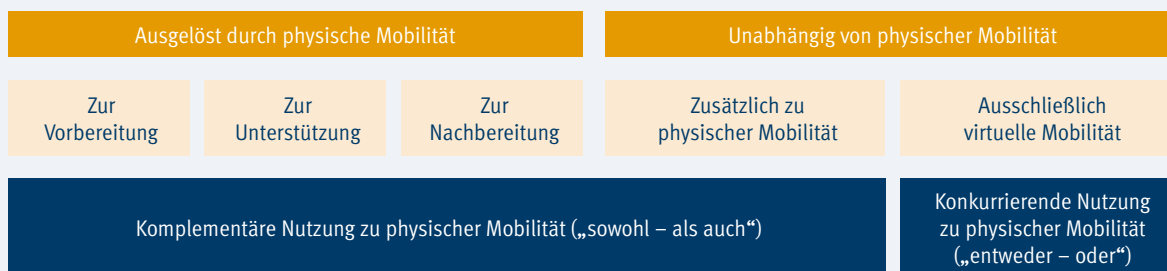 Ausgelöst durch physische Mobilität
Unabhängig von physischer Mobilität
Zur
Vorbereitung
Zur
Unterstützung
Zur
Nachbereitung
Zusätzlich zu
physischer Mobilität
Ausschließlich
virtuelle Mobilität
Komplementäre Nutzung zu physischer Mobilität („sowohl – als auch“)
Konkurrierende Nutzung
zu physischer Mobilität
(„entweder – oder“)